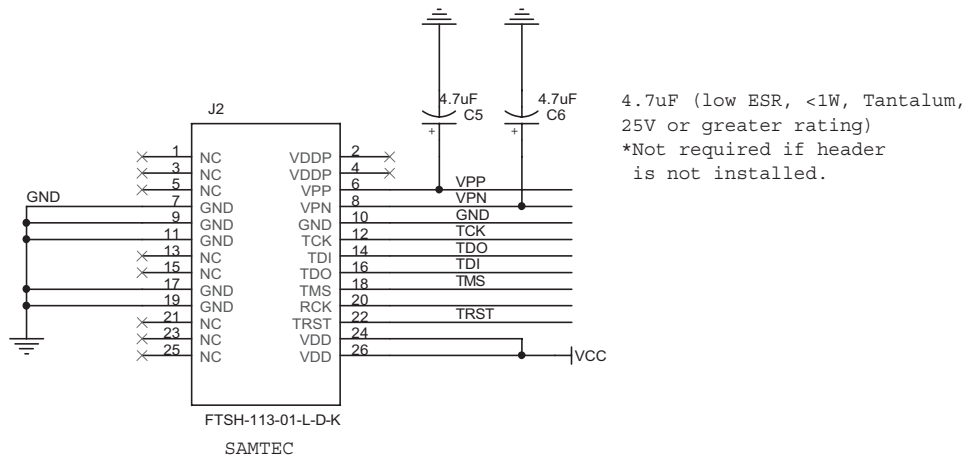 4.7uF
C5
4.7uF
C6
4.7uF (low ESR, <1W, Tantalum,
25V or greater rating)
*Not required if header
is not installed.
+
+
J2
1 NC VDDP 2
3 NC VDDP 4
5 NC VPP 6 VPP
GND 7 GND VPN 8 VPN
9 GND GND 10 GND
11 GND TCK 12 TCK
13 NC TDI 14 TDO
15 NC TDO 16 TDI
17 GND TMS 18 TMS
19 GND RCK 20
21 NC TRST 22 TRST
23 NC VDD 24
25 NC VDD 26 VCC
FTSH-113-01-L-D-K
SAMTEC